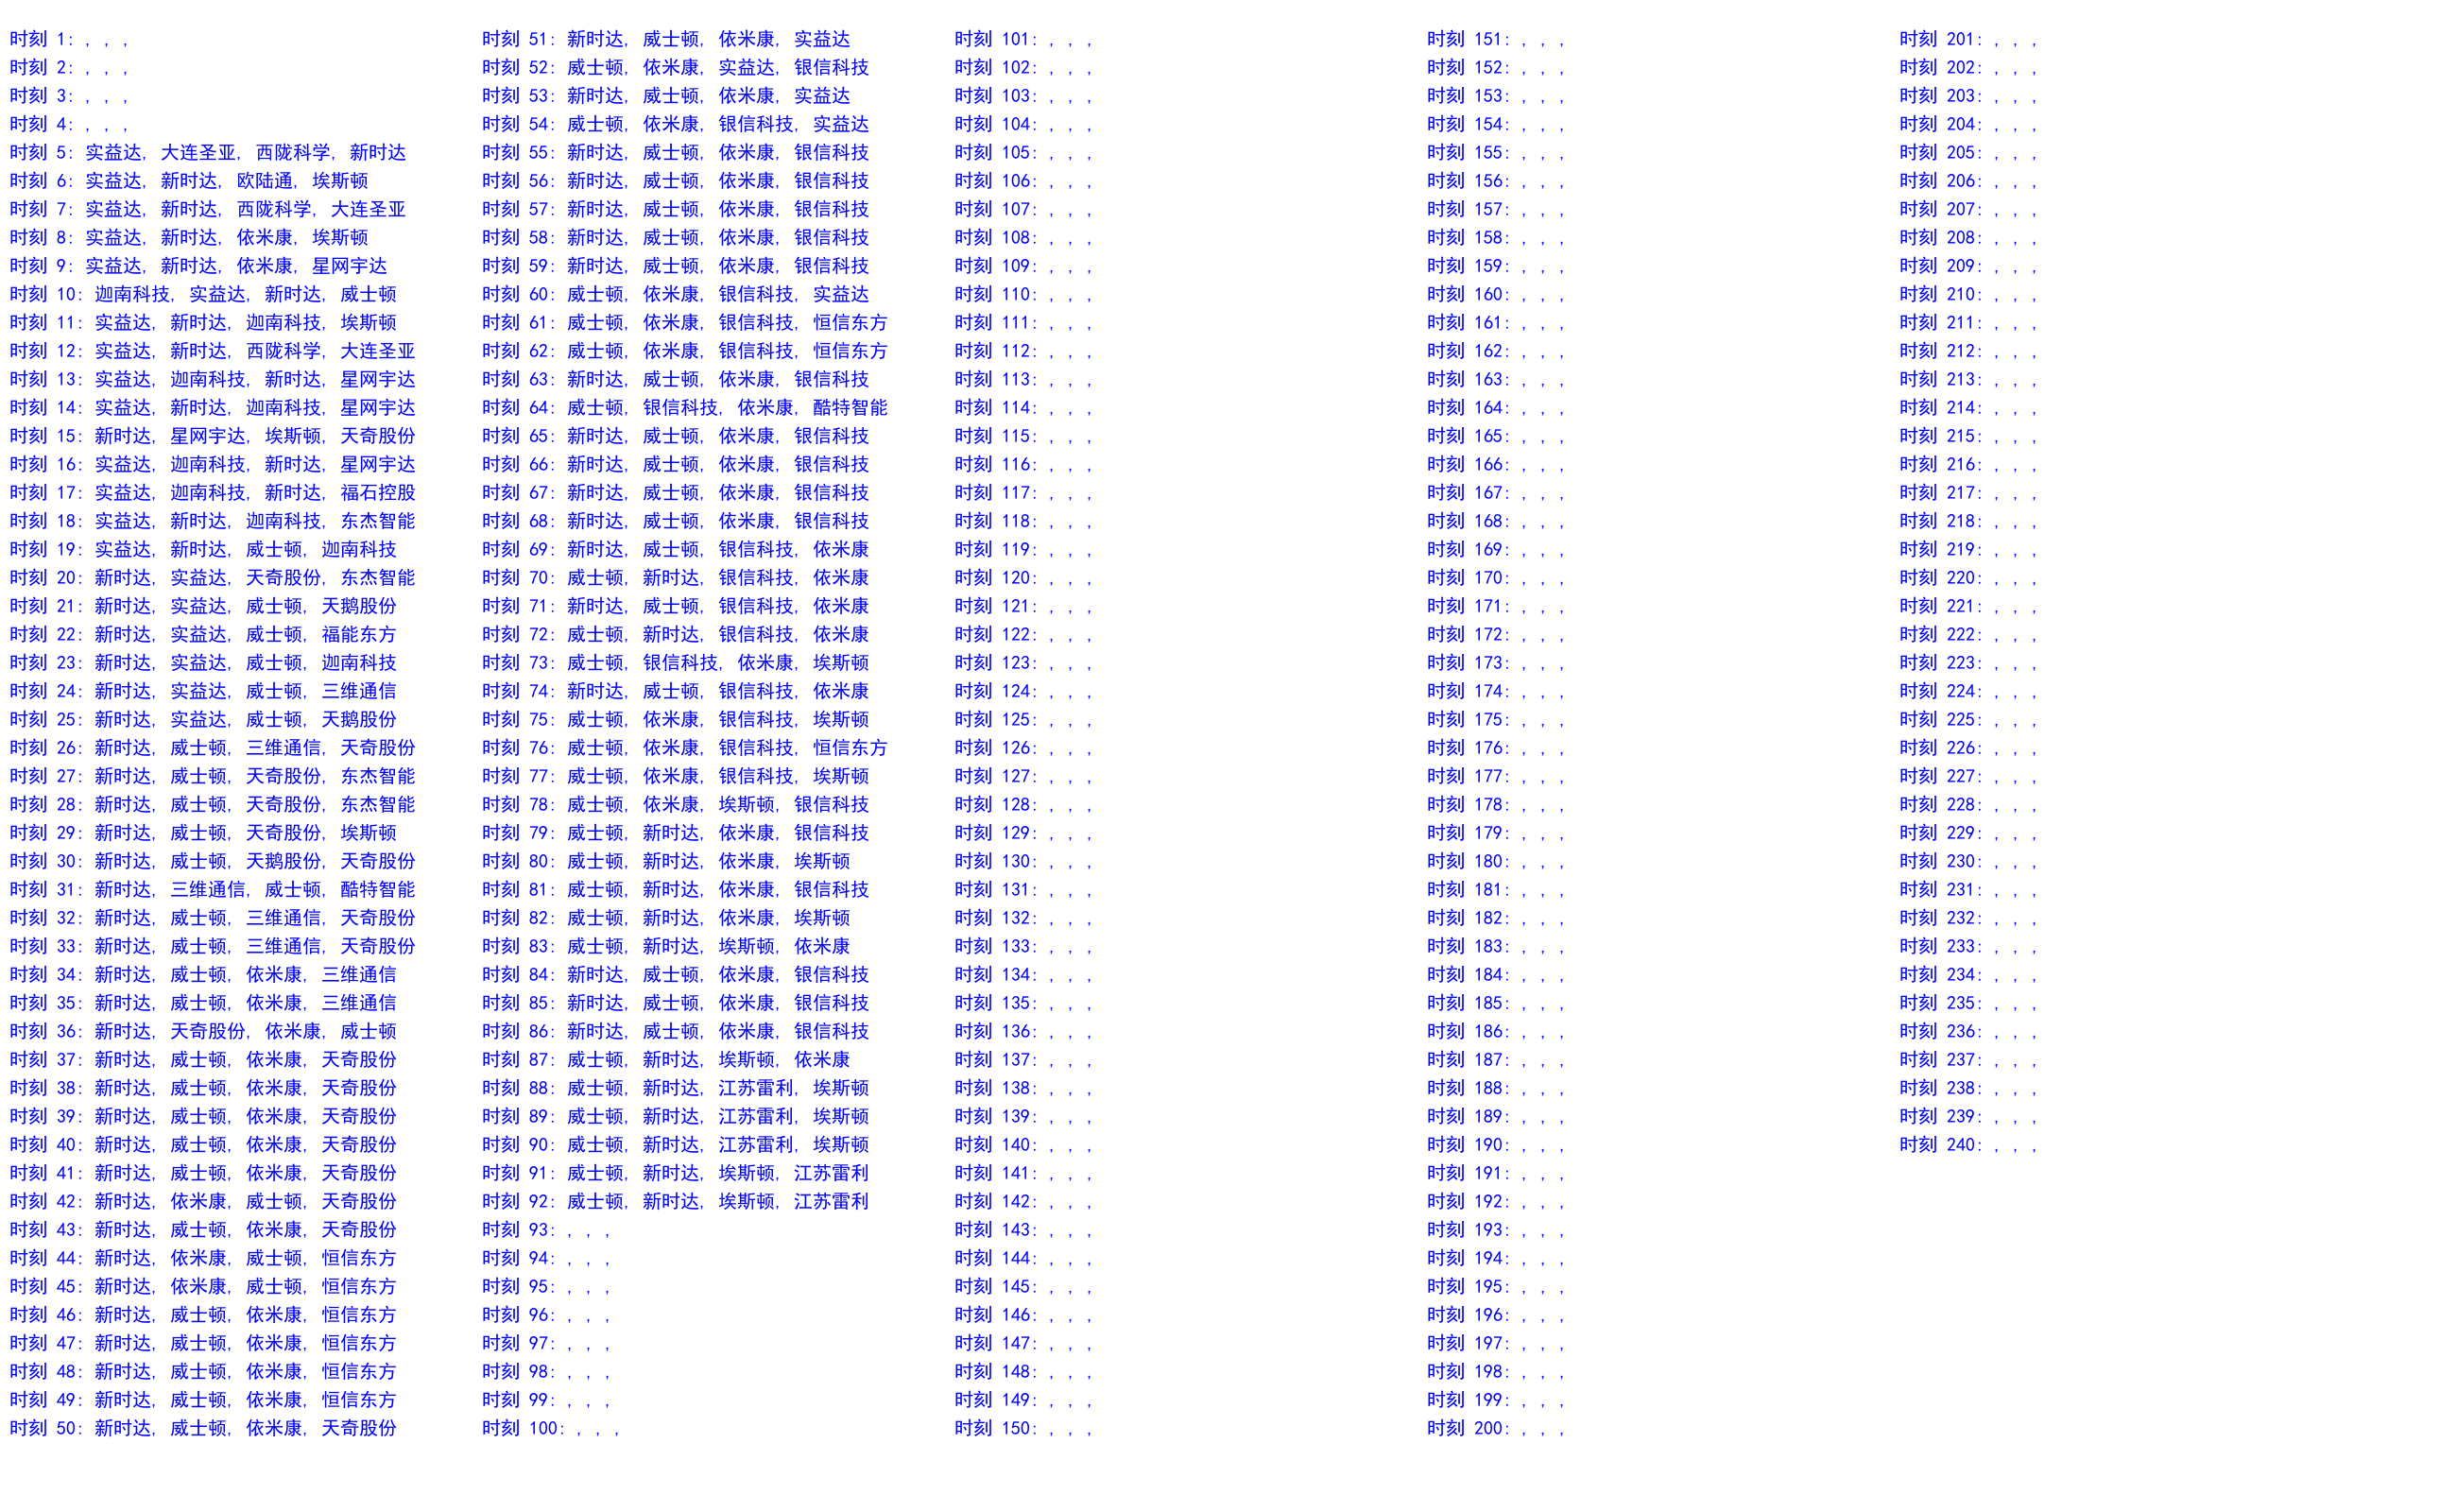 时刻 1: , , ,
时刻 2: , , ,
时刻 3: , , ,
时刻 4: , , ,
时刻 5: 实益达, 大连圣亚, 西陇科学, 新时达
时刻 6: 实益达, 新时达, 欧陆通, 埃斯顿
时刻 7: 实益达, 新时达, 西陇科学, 大连圣亚
时刻 8: 实益达, 新时达, 依米康, 埃斯顿
时刻 9: 实益达, 新时达, 依米康, 星网宇达
时刻 10: 迦南科技, 实益达, 新时达, 威士顿
时刻 11: 实益达, 新时达, 迦南科技, 埃斯顿
时刻 12: 实益达, 新时达, 西陇科学, 大连圣亚
时刻 13: 实益达, 迦南科技, 新时达, 星网宇达
时刻 14: 实益达, 新时达, 迦南科技, 星网宇达
时刻 15: 新时达, 星网宇达, 埃斯顿, 天奇股份
时刻 16: 实益达, 迦南科技, 新时达, 星网宇达
时刻 17: 实益达, 迦南科技, 新时达, 福石控股
时刻 18: 实益达, 新时达, 迦南科技, 东杰智能
时刻 19: 实益达, 新时达, 威士顿, 迦南科技
时刻 20: 新时达, 实益达, 天奇股份, 东杰智能
时刻 21: 新时达, 实益达, 威士顿, 天鹅股份
时刻 22: 新时达, 实益达, 威士顿, 福能东方
时刻 23: 新时达, 实益达, 威士顿, 迦南科技
时刻 24: 新时达, 实益达, 威士顿, 三维通信
时刻 25: 新时达, 实益达, 威士顿, 天鹅股份
时刻 26: 新时达, 威士顿, 三维通信, 天奇股份
时刻 27: 新时达, 威士顿, 天奇股份, 东杰智能
时刻 28: 新时达, 威士顿, 天奇股份, 东杰智能
时刻 29: 新时达, 威士顿, 天奇股份, 埃斯顿
时刻 30: 新时达, 威士顿, 天鹅股份, 天奇股份
时刻 31: 新时达, 三维通信, 威士顿, 酷特智能
时刻 32: 新时达, 威士顿, 三维通信, 天奇股份
时刻 33: 新时达, 威士顿, 三维通信, 天奇股份
时刻 34: 新时达, 威士顿, 依米康, 三维通信
时刻 35: 新时达, 威士顿, 依米康, 三维通信
时刻 36: 新时达, 天奇股份, 依米康, 威士顿
时刻 37: 新时达, 威士顿, 依米康, 天奇股份
时刻 38: 新时达, 威士顿, 依米康, 天奇股份
时刻 39: 新时达, 威士顿, 依米康, 天奇股份
时刻 40: 新时达, 威士顿, 依米康, 天奇股份
时刻 41: 新时达, 威士顿, 依米康, 天奇股份
时刻 42: 新时达, 依米康, 威士顿, 天奇股份
时刻 43: 新时达, 威士顿, 依米康, 天奇股份
时刻 44: 新时达, 依米康, 威士顿, 恒信东方
时刻 45: 新时达, 依米康, 威士顿, 恒信东方
时刻 46: 新时达, 威士顿, 依米康, 恒信东方
时刻 47: 新时达, 威士顿, 依米康, 恒信东方
时刻 48: 新时达, 威士顿, 依米康, 恒信东方
时刻 49: 新时达, 威士顿, 依米康, 恒信东方
时刻 50: 新时达, 威士顿, 依米康, 天奇股份
时刻 51: 新时达, 威士顿, 依米康, 实益达
时刻 52: 威士顿, 依米康, 实益达, 银信科技
时刻 53: 新时达, 威士顿, 依米康, 实益达
时刻 54: 威士顿, 依米康, 银信科技, 实益达
时刻 55: 新时达, 威士顿, 依米康, 银信科技
时刻 56: 新时达, 威士顿, 依米康, 银信科技
时刻 57: 新时达, 威士顿, 依米康, 银信科技
时刻 58: 新时达, 威士顿, 依米康, 银信科技
时刻 59: 新时达, 威士顿, 依米康, 银信科技
时刻 60: 威士顿, 依米康, 银信科技, 实益达
时刻 61: 威士顿, 依米康, 银信科技, 恒信东方
时刻 62: 威士顿, 依米康, 银信科技, 恒信东方
时刻 63: 新时达, 威士顿, 依米康, 银信科技
时刻 64: 威士顿, 银信科技, 依米康, 酷特智能
时刻 65: 新时达, 威士顿, 依米康, 银信科技
时刻 66: 新时达, 威士顿, 依米康, 银信科技
时刻 67: 新时达, 威士顿, 依米康, 银信科技
时刻 68: 新时达, 威士顿, 依米康, 银信科技
时刻 69: 新时达, 威士顿, 银信科技, 依米康
时刻 70: 威士顿, 新时达, 银信科技, 依米康
时刻 71: 新时达, 威士顿, 银信科技, 依米康
时刻 72: 威士顿, 新时达, 银信科技, 依米康
时刻 73: 威士顿, 银信科技, 依米康, 埃斯顿
时刻 74: 新时达, 威士顿, 银信科技, 依米康
时刻 75: 威士顿, 依米康, 银信科技, 埃斯顿
时刻 76: 威士顿, 依米康, 银信科技, 恒信东方
时刻 77: 威士顿, 依米康, 银信科技, 埃斯顿
时刻 78: 威士顿, 依米康, 埃斯顿, 银信科技
时刻 79: 威士顿, 新时达, 依米康, 银信科技
时刻 80: 威士顿, 新时达, 依米康, 埃斯顿
时刻 81: 威士顿, 新时达, 依米康, 银信科技
时刻 82: 威士顿, 新时达, 依米康, 埃斯顿
时刻 83: 威士顿, 新时达, 埃斯顿, 依米康
时刻 84: 新时达, 威士顿, 依米康, 银信科技
时刻 85: 新时达, 威士顿, 依米康, 银信科技
时刻 86: 新时达, 威士顿, 依米康, 银信科技
时刻 87: 威士顿, 新时达, 埃斯顿, 依米康
时刻 88: 威士顿, 新时达, 江苏雷利, 埃斯顿
时刻 89: 威士顿, 新时达, 江苏雷利, 埃斯顿
时刻 90: 威士顿, 新时达, 江苏雷利, 埃斯顿
时刻 91: 威士顿, 新时达, 埃斯顿, 江苏雷利
时刻 92: 威士顿, 新时达, 埃斯顿, 江苏雷利
时刻 93: , , ,
时刻 94: , , ,
时刻 95: , , ,
时刻 96: , , ,
时刻 97: , , ,
时刻 98: , , ,
时刻 99: , , ,
时刻 100: , , ,
时刻 101: , , ,
时刻 102: , , ,
时刻 103: , , ,
时刻 104: , , ,
时刻 105: , , ,
时刻 106: , , ,
时刻 107: , , ,
时刻 108: , , ,
时刻 109: , , ,
时刻 110: , , ,
时刻 111: , , ,
时刻 112: , , ,
时刻 113: , , ,
时刻 114: , , ,
时刻 115: , , ,
时刻 116: , , ,
时刻 117: , , ,
时刻 118: , , ,
时刻 119: , , ,
时刻 120: , , ,
时刻 121: , , ,
时刻 122: , , ,
时刻 123: , , ,
时刻 124: , , ,
时刻 125: , , ,
时刻 126: , , ,
时刻 127: , , ,
时刻 128: , , ,
时刻 129: , , ,
时刻 130: , , ,
时刻 131: , , ,
时刻 132: , , ,
时刻 133: , , ,
时刻 134: , , ,
时刻 135: , , ,
时刻 136: , , ,
时刻 137: , , ,
时刻 138: , , ,
时刻 139: , , ,
时刻 140: , , ,
时刻 141: , , ,
时刻 142: , , ,
时刻 143: , , ,
时刻 144: , , ,
时刻 145: , , ,
时刻 146: , , ,
时刻 147: , , ,
时刻 148: , , ,
时刻 149: , , ,
时刻 150: , , ,
时刻 151: , , ,
时刻 152: , , ,
时刻 153: , , ,
时刻 154: , , ,
时刻 155: , , ,
时刻 156: , , ,
时刻 157: , , ,
时刻 158: , , ,
时刻 159: , , ,
时刻 160: , , ,
时刻 161: , , ,
时刻 162: , , ,
时刻 163: , , ,
时刻 164: , , ,
时刻 165: , , ,
时刻 166: , , ,
时刻 167: , , ,
时刻 168: , , ,
时刻 169: , , ,
时刻 170: , , ,
时刻 171: , , ,
时刻 172: , , ,
时刻 173: , , ,
时刻 174: , , ,
时刻 175: , , ,
时刻 176: , , ,
时刻 177: , , ,
时刻 178: , , ,
时刻 179: , , ,
时刻 180: , , ,
时刻 181: , , ,
时刻 182: , , ,
时刻 183: , , ,
时刻 184: , , ,
时刻 185: , , ,
时刻 186: , , ,
时刻 187: , , ,
时刻 188: , , ,
时刻 189: , , ,
时刻 190: , , ,
时刻 191: , , ,
时刻 192: , , ,
时刻 193: , , ,
时刻 194: , , ,
时刻 195: , , ,
时刻 196: , , ,
时刻 197: , , ,
时刻 198: , , ,
时刻 199: , , ,
时刻 200: , , ,
时刻 201: , , ,
时刻 202: , , ,
时刻 203: , , ,
时刻 204: , , ,
时刻 205: , , ,
时刻 206: , , ,
时刻 207: , , ,
时刻 208: , , ,
时刻 209: , , ,
时刻 210: , , ,
时刻 211: , , ,
时刻 212: , , ,
时刻 213: , , ,
时刻 214: , , ,
时刻 215: , , ,
时刻 216: , , ,
时刻 217: , , ,
时刻 218: , , ,
时刻 219: , , ,
时刻 220: , , ,
时刻 221: , , ,
时刻 222: , , ,
时刻 223: , , ,
时刻 224: , , ,
时刻 225: , , ,
时刻 226: , , ,
时刻 227: , , ,
时刻 228: , , ,
时刻 229: , , ,
时刻 230: , , ,
时刻 231: , , ,
时刻 232: , , ,
时刻 233: , , ,
时刻 234: , , ,
时刻 235: , , ,
时刻 236: , , ,
时刻 237: , , ,
时刻 238: , , ,
时刻 239: , , ,
时刻 240: , , ,